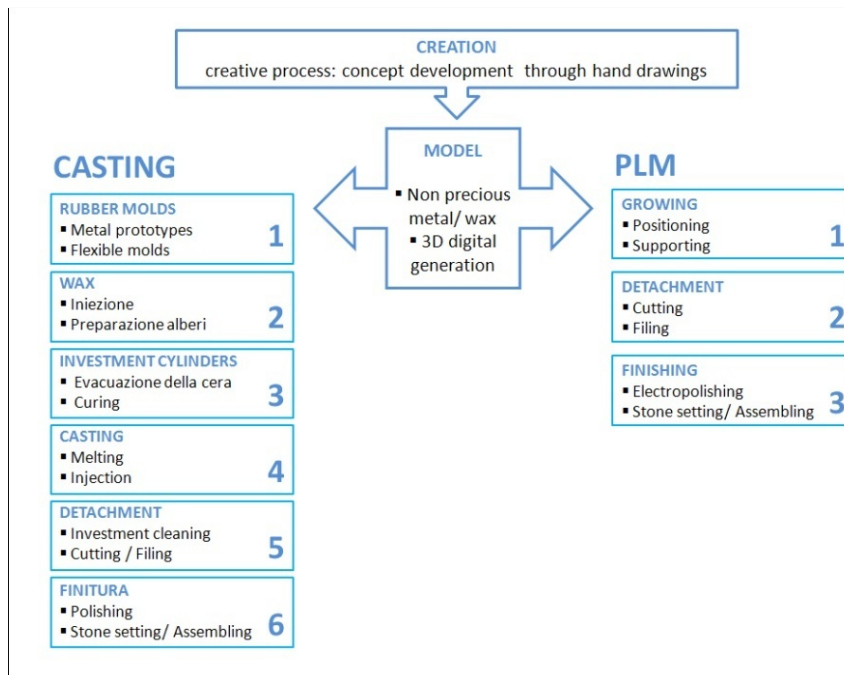 CREATION
creative process: concept development through hand drawings
MODEL
▪ Non precious
metal/ wax
▪ 3D digital
generation
CASTING
RUBBER MOLDS
▪ Metal prototypes
▪ Flexible molds
1
WAX
▪ Iniezione
▪ Preparazione alberi
2
INVESTMENT CYLINDERS
▪ Evacuazione della cera
▪ Curing
3
CASTING
▪ Melting
▪ Injection
4
DETACHMENT
▪ Investment cleaning
▪ Cutting / Filing
5
FINITURA
▪ Polishing
▪ Stone setting/ Assembling
6
PLM
GROWING
▪ Positioning
▪ Supporting
1
DETACHMENT
▪ Cutting
▪ Filing
2
FINISHING
▪ Electropolishing
▪ Stone setting/ Assembling
3